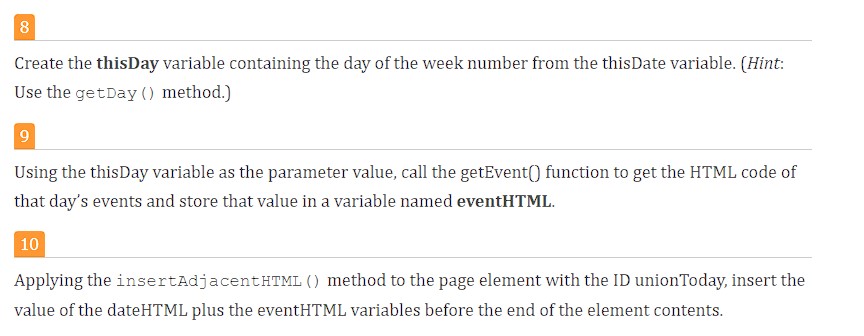 8
Create the thisDay variable containing the day of the week number from the thisDate variable. (Hint:
Use the getDay() method.)
9
Using the thisDay variable as the parameter value, call the getEvent() function to get the HTML code of
that day’s events and store that value in a variable named eventHTML.
10
Applying the insertAdjacentHTML() method to the page element with the ID unionToday, insert the
value of the dateHTML plus the eventHTML variables before the end of the element contents.